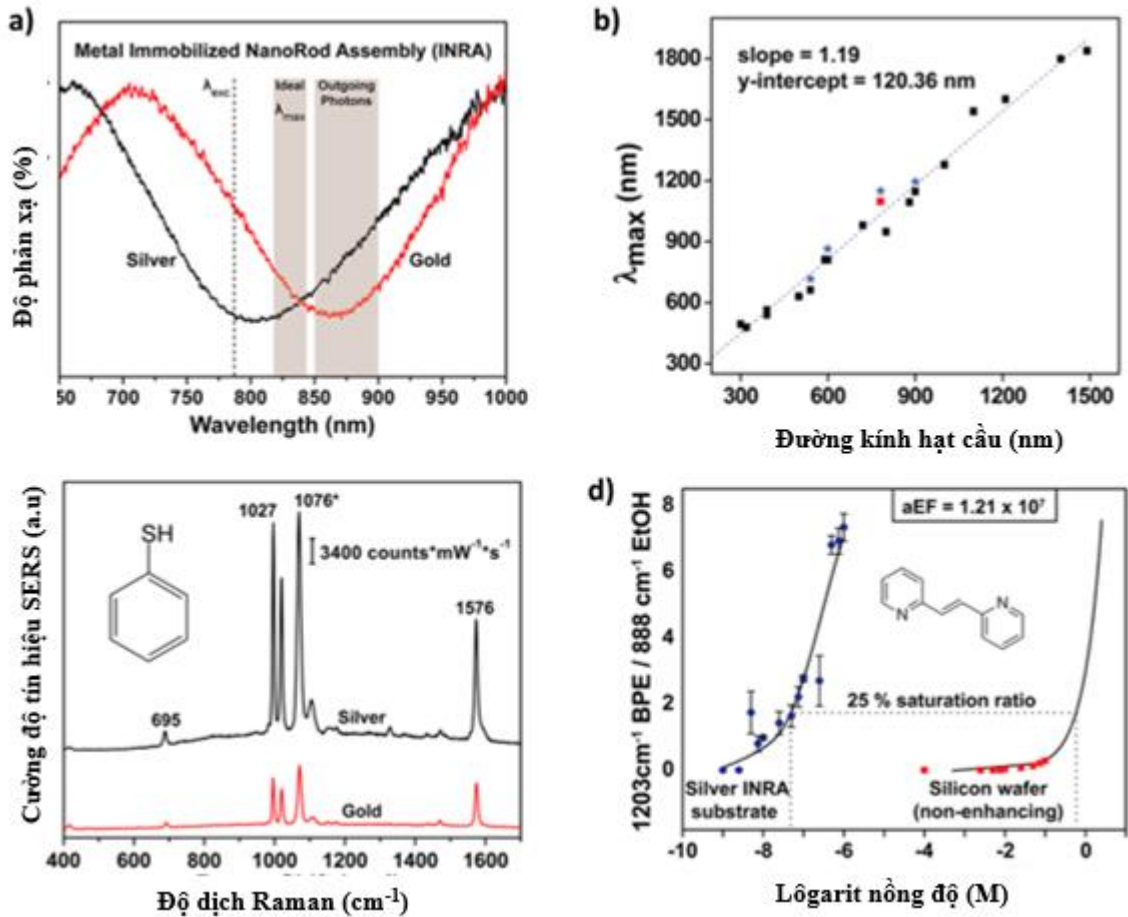 a)
Metal Immobilized NanoRod Assembly (INRA)
λexc
Ideal
λmax
Outgoing
Photons
Silver
Gold
Độ phản xạ (%)
50 700 750 800 850 900 950 1000
Wavelength (nm)
b)
slope = 1.19
y-intercept = 120.36 nm
λmax (nm)
1800
1500
1200
900
600
300
300 600 900 1200 1500
Đường kính hạt cầu (nm)
Cường độ tín hiệu SERS (a.u)
SH
1027
1076*
3400 counts*mW⁻¹*s⁻¹
1576
695
Silver
Gold
400 600 800 1000 1200 1400 1600
Độ dịch Raman (cm⁻¹)
d)
1203cm⁻¹ BPE / 888 cm⁻¹ EtOH
8
6
4
2
0
aEF = 1.21 x 10⁷
N
N
25 % saturation ratio
Silver INRA
substrate
Silicon wafer
(non-enhancing)
-10 -8 -6 -4 -2 0
Lôgarit nồng độ (M)